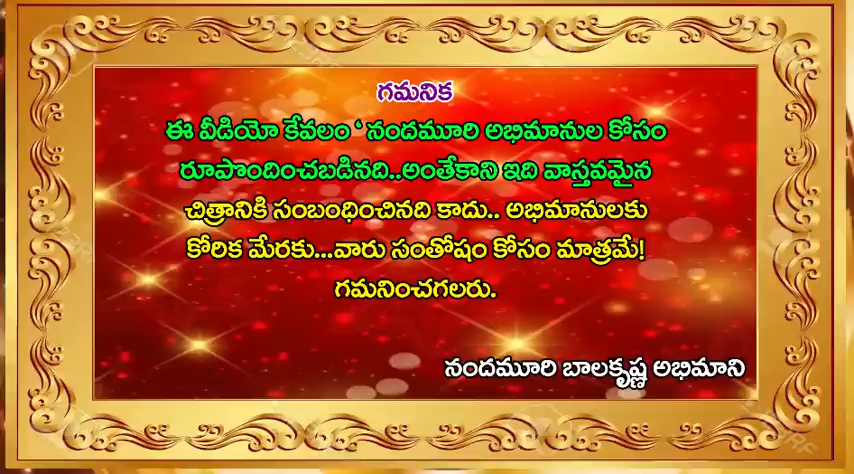 గమనిక
ఈ వీడియో కేవలం ‘ నందమూరి అభిమానుల కోసం
రూపొందించబడినది..అంతేకాని ఇది వాస్తవమైన
చిత్రానికి సంబంధించినది కాదు.. అభిమానులకు
కోరిక మేరకు...వారు సంతోషం కోసం మాత్రమే!
గమనించగలరు.
నందమూరి బాలకృష్ణ అభిమాని